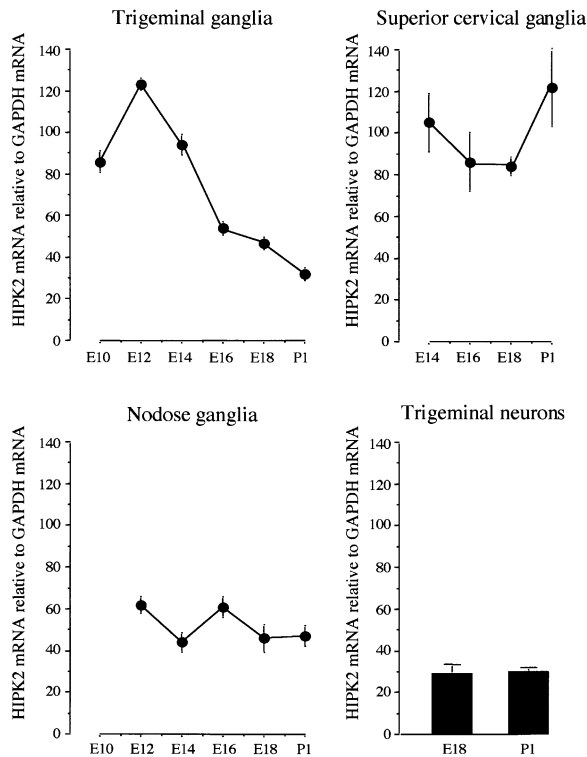 Trigeminal ganglia
HIPK2 mRNA relative to GAPDH mRNA
140
120
100
80
60
40
20
0
E10 E12 E14 E16 E18 P1
Superior cervical ganglia
HIPK2 mRNA relative to GAPDH mRNA
140
120
100
80
60
40
20
0
E14 E16 E18 P1
Nodose ganglia
HIPK2 mRNA relative to GAPDH mRNA
140
120
100
80
60
40
20
0
E10 E12 E14 E16 E18 P1
Trigeminal neurons
HIPK2 mRNA relative to GAPDH mRNA
140
120
100
80
60
40
20
0
E18 P1